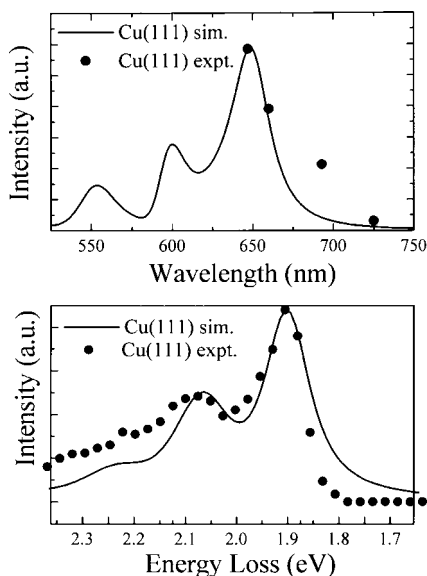 Cu(111) sim.
Cu(111) expt.
Intensity (a.u.)
550 600 650 700 750
Wavelength (nm)
Cu(111) sim.
Cu(111) expt.
Intensity (a.u.)
2.3 2.2 2.1 2.0 1.9 1.8 1.7
Energy Loss (eV)